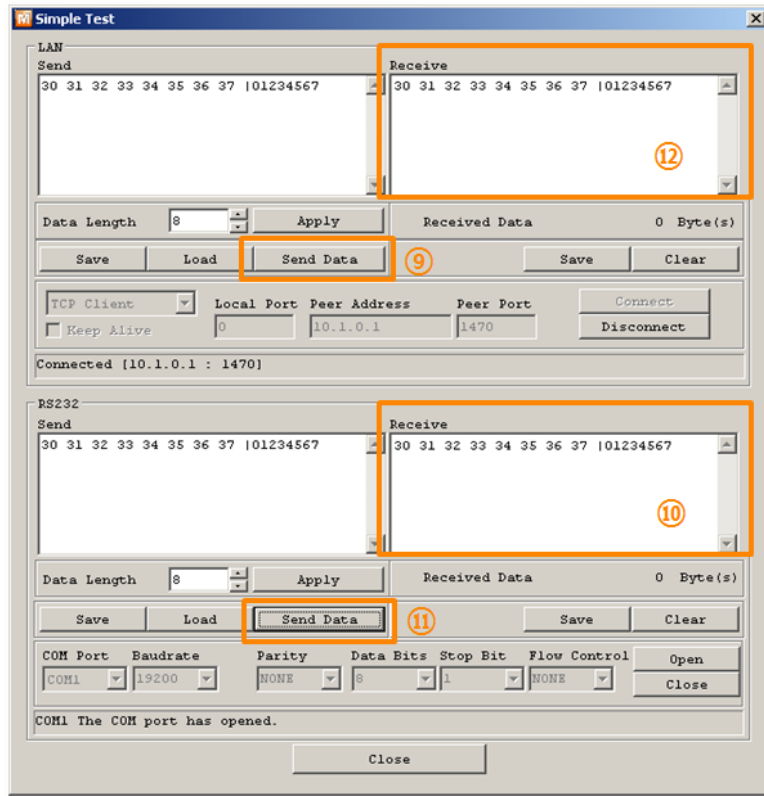 Simple Test
LAN
Send
Receive
30 31 32 33 34 35 36 37 |01234567
30 31 32 33 34 35 36 37 |01234567
⑫
Data Length 8 Apply Received Data 0 Byte(s)
Save Load Send Data ⑨ Save Clear
TCP Client Local Port Peer Address Peer Port Connect
Keep Alive 0 10.1.0.1 1470 Disconnect
Connected [10.1.0.1 : 1470]
RS232
Send
Receive
30 31 32 33 34 35 36 37 |01234567
30 31 32 33 34 35 36 37 |01234567
⑩
Data Length 8 Apply Received Data 0 Byte(s)
Save Load Send Data ⑪ Save Clear
COM Port Baudrate Parity Data Bits Stop Bit Flow Control Open
COM1 19200 NONE 8 1 NONE Close
COM1 The COM port has opened.
Close